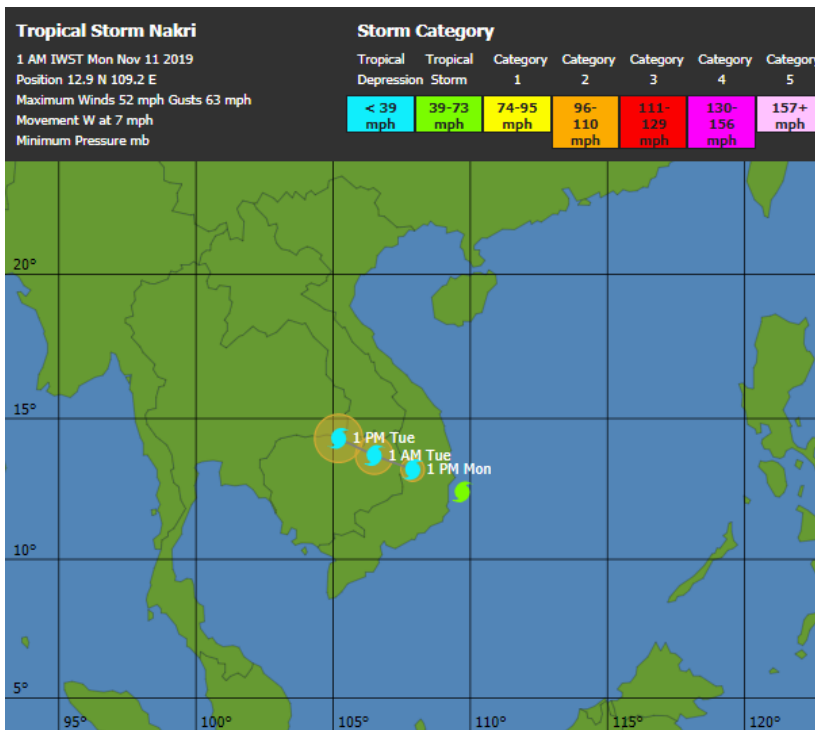 Tropical Storm Nakri
1 AM IWST Mon Nov 11 2019
Position 12.9 N 109.2 E
Maximum Winds 52 mph Gusts 63 mph
Movement W at 7 mph
Minimum Pressure mb
Storm Category
Tropical Tropical Category Category Category Category Category
Depression Storm 1 2 3 4 5
< 39 39-73 74-95 96- 111- 130- 157+
mph mph mph 110 129 156 mph
mph mph mph
20°
15°
1 PM Tue
1 AM Tue
1 PM Mon
10°
5°
95° 100° 105° 110° 115° 120°